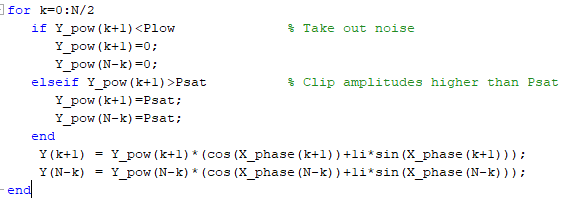 for k=0:N/2
if Y_pow(k+1)<Plow % Take out noise
Y_pow(k+1)=0;
Y_pow(N-k)=0;
elseif Y_pow(k+1)>Psat % Clip amplitudes higher than Psat
Y_pow(k+1)=Psat;
Y_pow(N-k)=Psat;
end
Y(k+1) = Y_pow(k+1)*(cos(X_phase(k+1))+1i*sin(X_phase(k+1)));
Y(N-k) = Y_pow(N-k)*(cos(X_phase(N-k))+1i*sin(X_phase(N-k)));
end